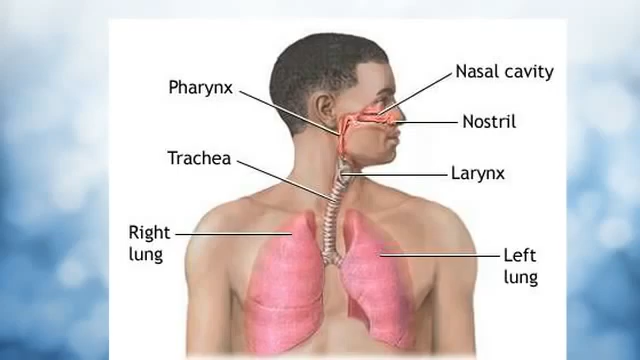 Nasal cavity
Pharynx
Nostril
Trachea
Larynx
Right
lung
Left
lung